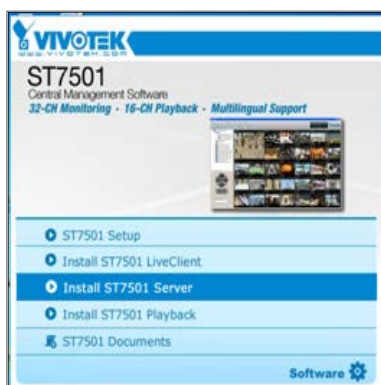 VIVOTEK
WWW.VIVOTEK.COM
ST7501
Central Management Software
32-CH Monitoring - 16-CH Playback - Multilingual Support
ST7501 Setup
Install ST7501 LiveClient
Install ST7501 Server
Install ST7501 Playback
ST7501 Documents
Software